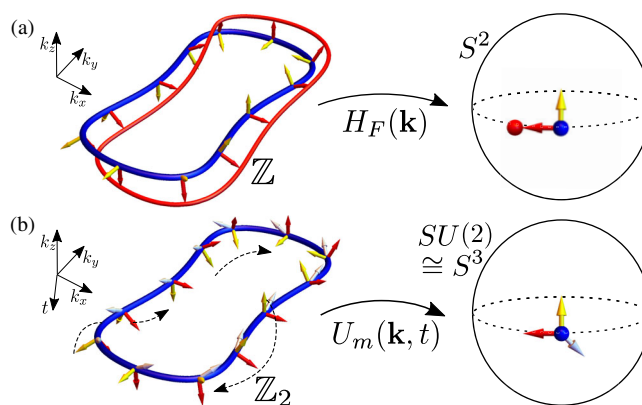 (a)
k_z
k_y
k_x
ℤ
H_F(𝐤)
S^2
(b)
k_z
k_y
k_x
t
ℤ_2
U_m(𝐤, t)
SU(2)
≅ S^3